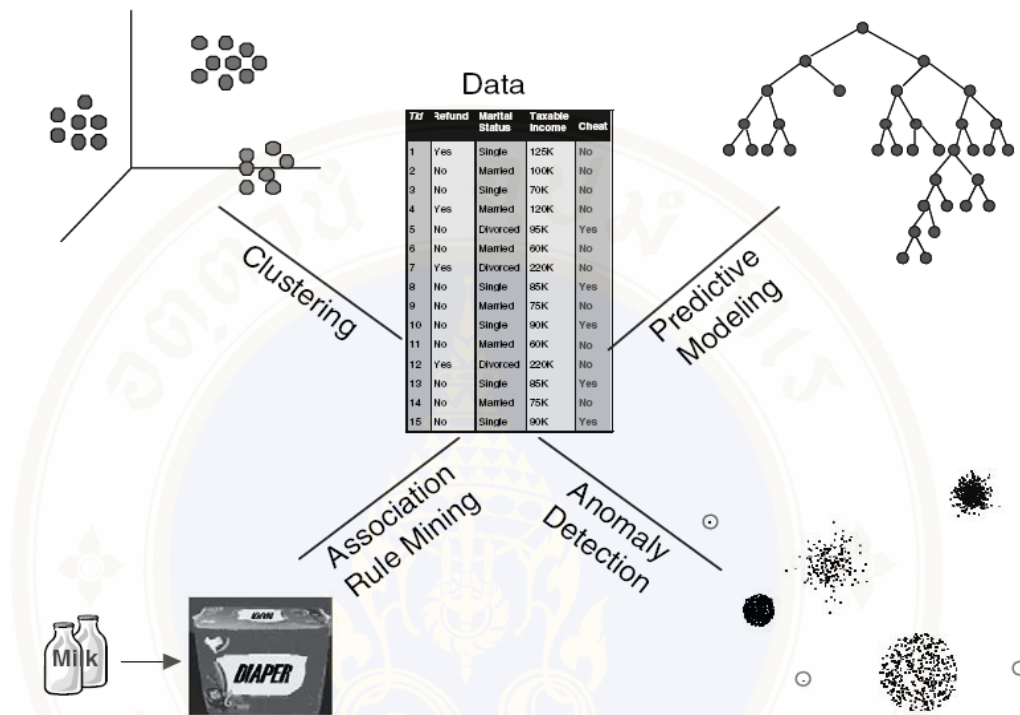 Data
Tid Refund Marital Status Taxable Income Cheat
1 Yes Single 125K No
2 No Married 100K No
3 No Single 70K No
4 Yes Married 120K No
5 No Divorced 95K Yes
6 No Married 60K No
7 Yes Divorced 220K No
8 No Single 85K Yes
9 No Married 75K No
10 No Single 90K Yes
11 No Married 60K No
12 Yes Divorced 220K No
13 No Single 85K Yes
14 No Married 75K No
15 No Single 90K Yes
Clustering
Predictive
Modeling
Association
Rule Mining
Anomaly
Detection
Milk
DIAPER